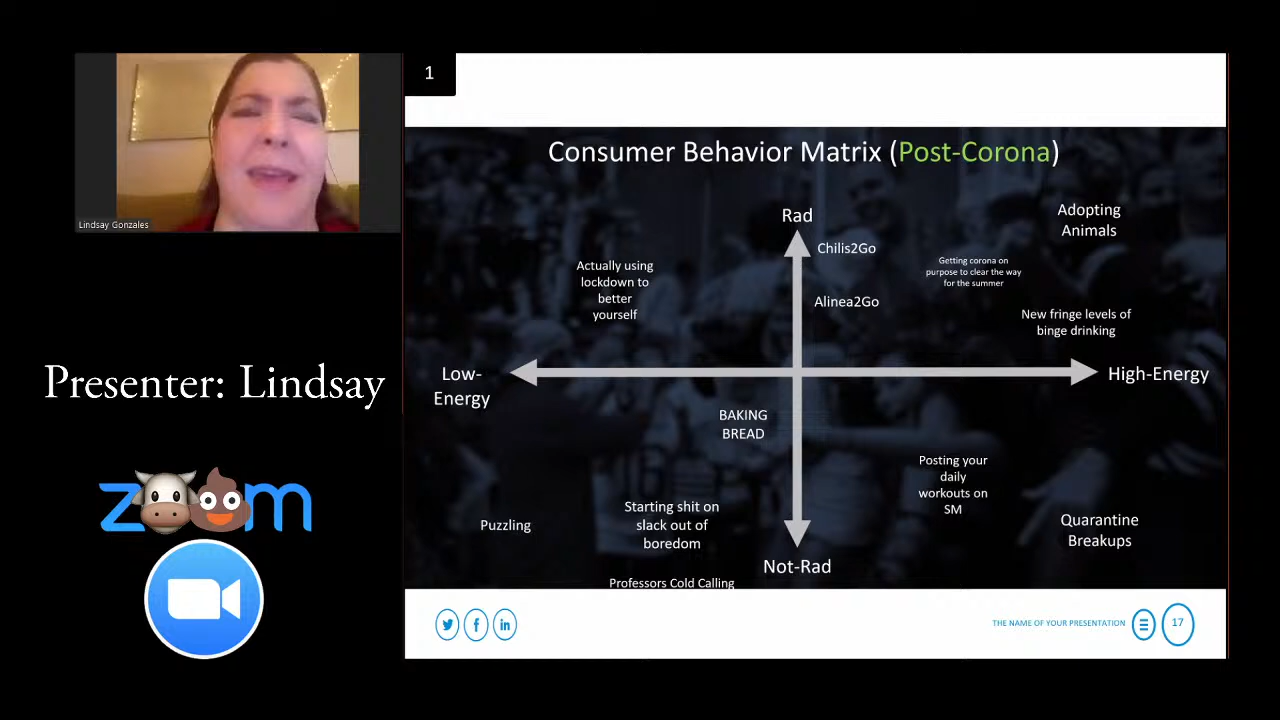 1
Lindsay Gonzales
Consumer Behavior Matrix (Post-Corona)
Rad
Adopting
Animals
Chilis2Go
Getting corona on
purpose to clear the way
for the summer
Actually using
lockdown to
better
yourself
Alinea2Go
New fringe levels of
binge drinking
Low-
Energy
High-Energy
Presenter: Lindsay
BAKING
BREAD
Posting your
daily
workouts on
SM
Starting shit on
slack out of
boredom
Puzzling
Quarantine
Breakups
Not-Rad
Professors Cold Calling
z m
THE NAME OF YOUR PRESENTATION
17